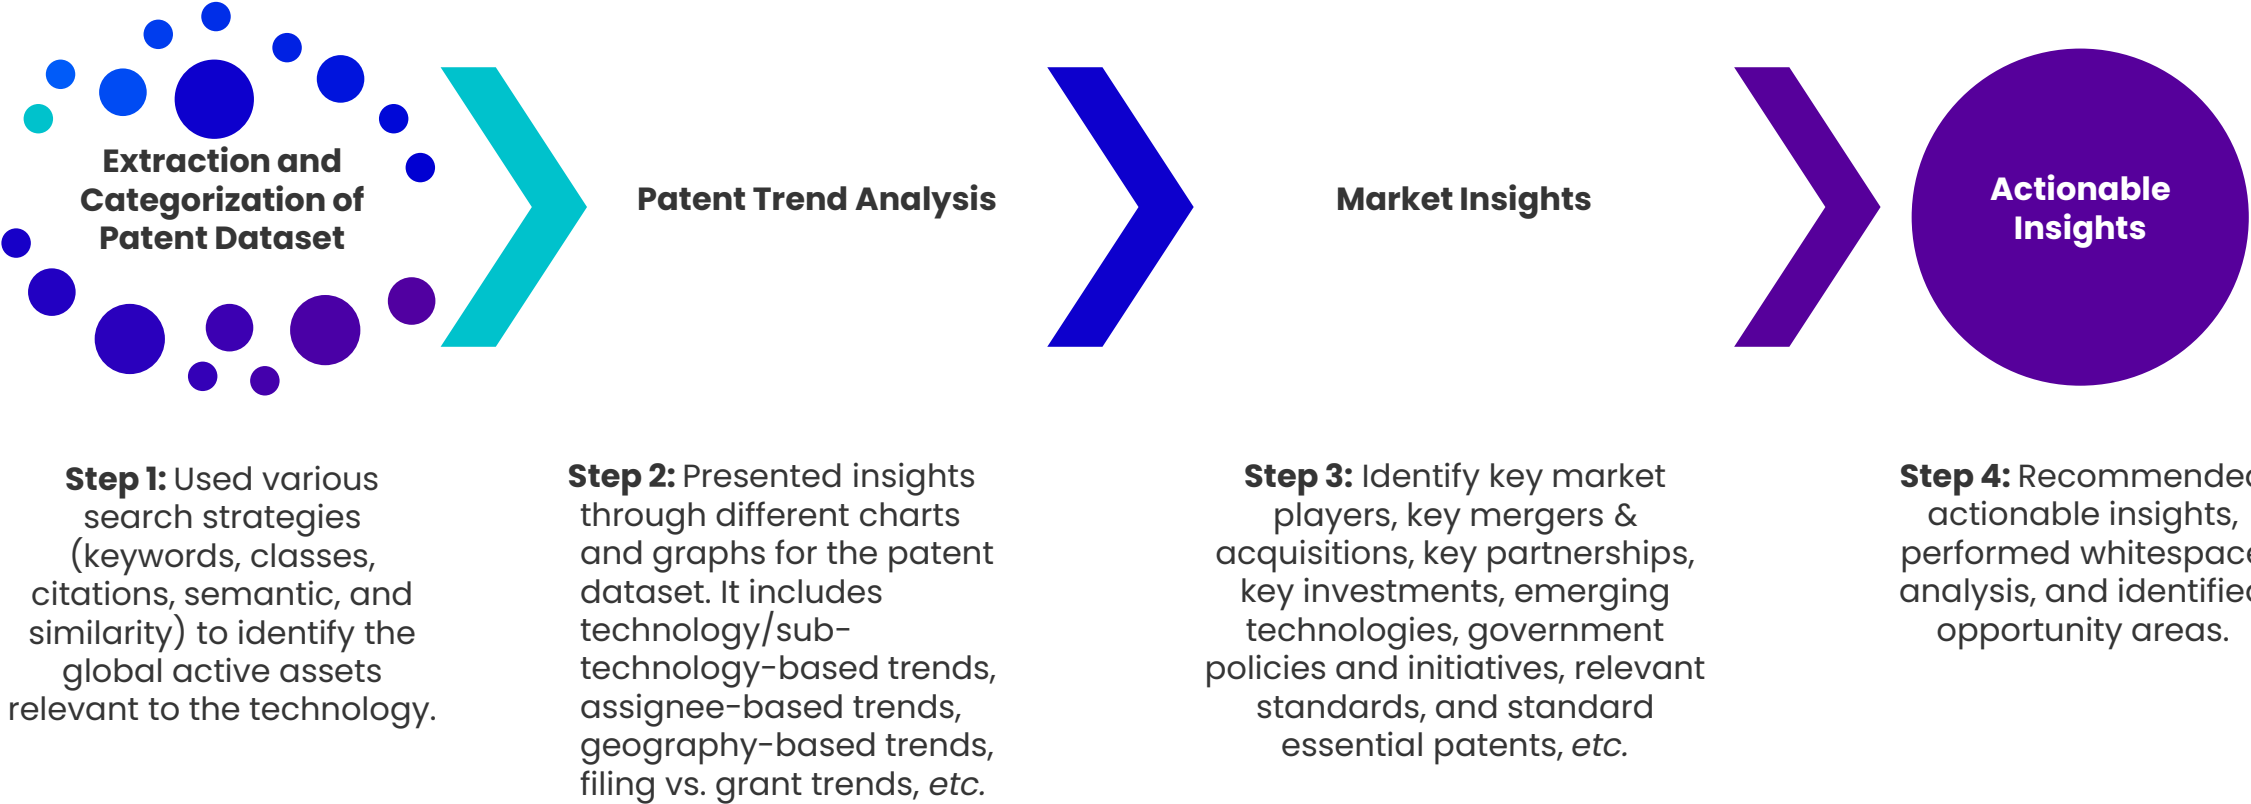 Extraction and
Categorization of
Patent Dataset
Patent Trend Analysis
Market Insights
Actionable
Insights
Step 1: Used various
search strategies
(keywords, classes,
citations, semantic, and
similarity) to identify the
global active assets
relevant to the technology.
Step 2: Presented insights
through different charts
and graphs for the patent
dataset. It includes
technology/sub-
technology-based trends,
assignee-based trends,
geography-based trends,
filing vs. grant trends, etc.
Step 3: Identify key market
players, key mergers &
acquisitions, key partnerships,
key investments, emerging
technologies, government
policies and initiatives, relevant
standards, and standard
essential patents, etc.
Step 4: Recommended
actionable insights,
performed whitespace
analysis, and identified
opportunity areas.